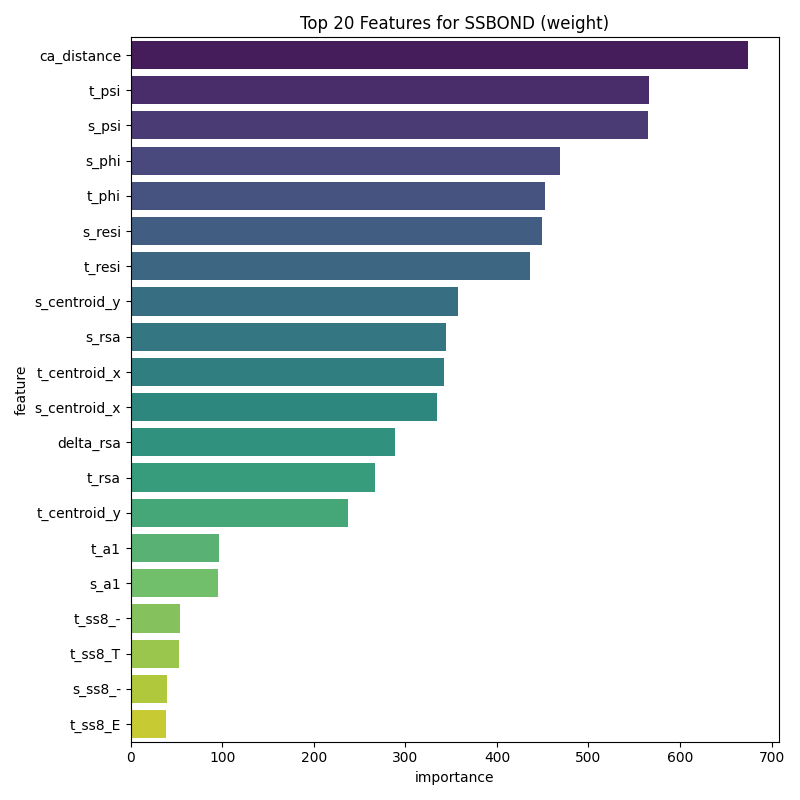 Top 20 Features for SSBOND (weight)
feature
ca_distance
t_psi
s_psi
s_phi
t_phi
s_resi
t_resi
s_centroid_y
s_rsa
t_centroid_x
s_centroid_x
delta_rsa
t_rsa
t_centroid_y
t_a1
s_a1
t_ss8_-
t_ss8_T
s_ss8_-
t_ss8_E
0 100 200 300 400 500 600 700
importance